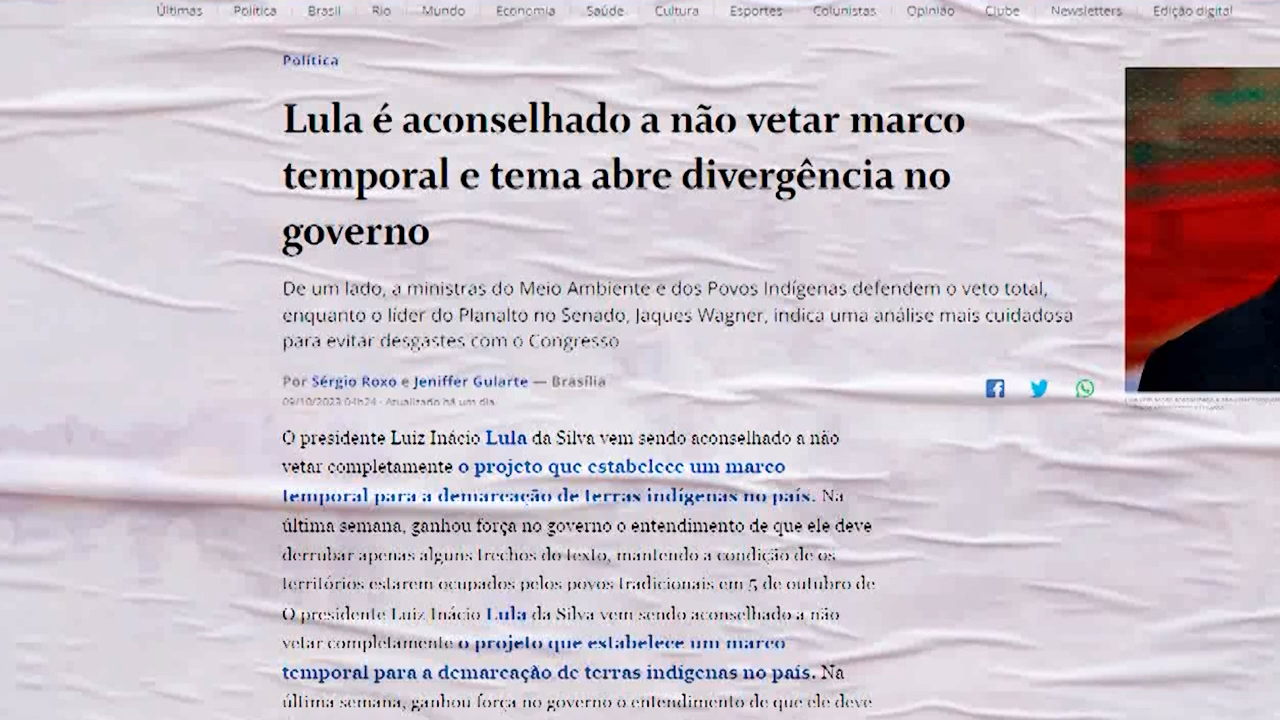 Últimas Política Brasil Rio Mundo Economia Saúde Cultura Esportes Colunistas Opinião Clube Newsletters Edição digital
Política
Lula é aconselhado a não vetar marco
temporal e tema abre divergência no
governo
De um lado, a ministras do Meio Ambiente e dos Povos Indígenas defendem o veto total,
enquanto o líder do Planalto no Senado, Jaques Wagner, indica uma análise mais cuidadosa
para evitar desgastes com o Congresso
Por Sérgio Roxo e Jeniffer Gularte — Brasília
09/10/2023 04h24 · Atualizado há um dia
O presidente Luiz Inácio Lula da Silva vem sendo aconselhado a não
vetar completamente o projeto que estabelece um marco
temporal para a demarcação de terras indígenas no país. Na
última semana, ganhou força no governo o entendimento de que ele deve
derrubar apenas alguns trechos do texto, mantendo a condição de os
territórios estarem ocupados pelos povos tradicionais em 5 de outubro de
O presidente Luiz Inácio Lula da Silva vem sendo aconselhado a não
vetar completamente o projeto que estabelece um marco
temporal para a demarcação de terras indígenas no país. Na
última semana, ganhou força no governo o entendimento de que ele deve